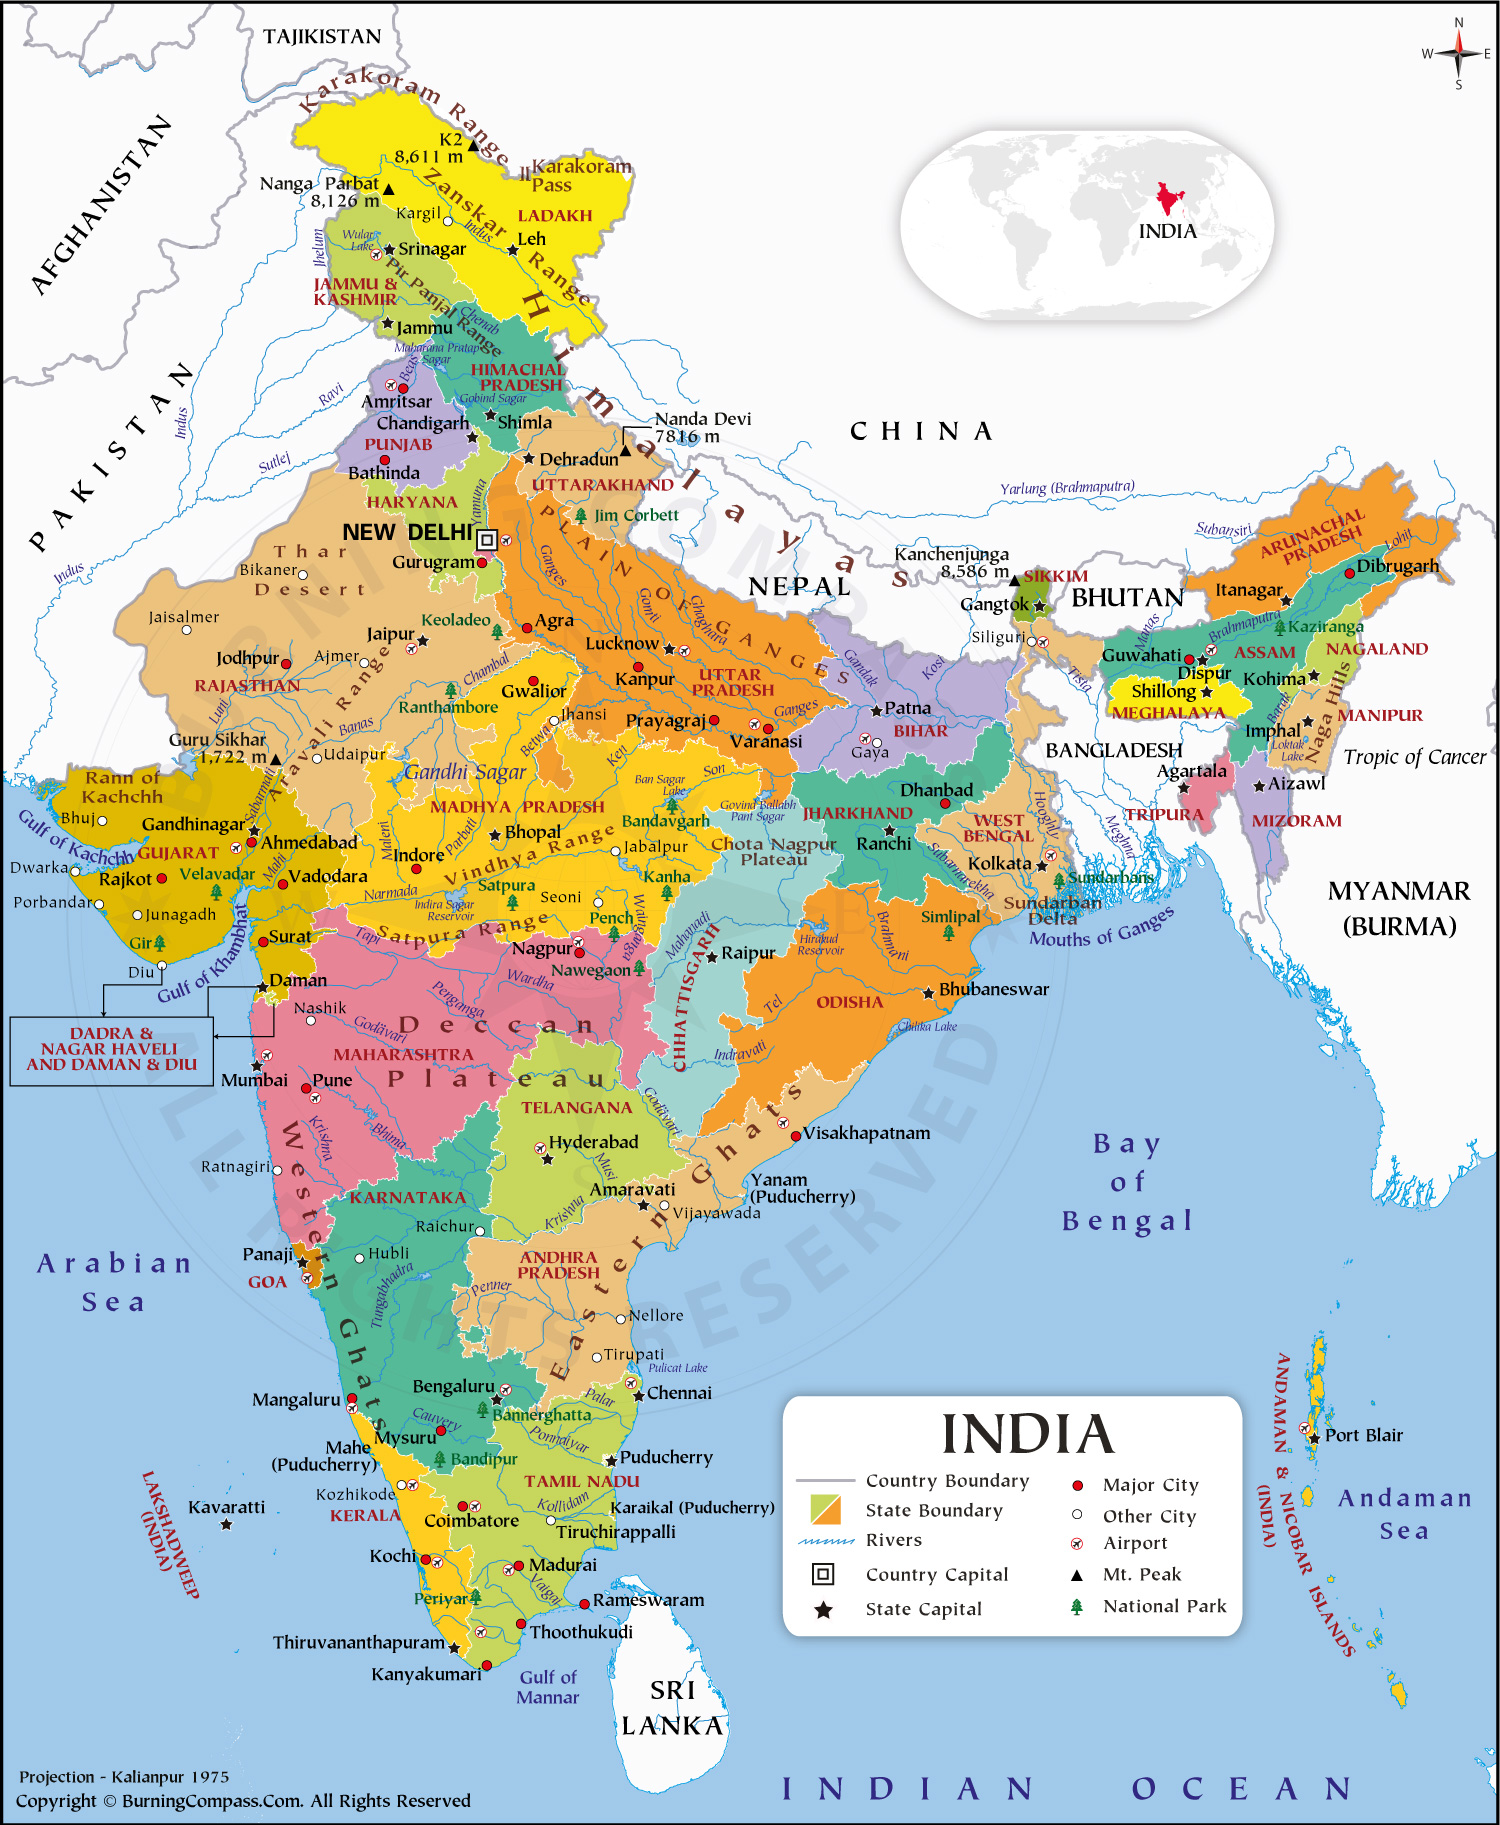 TAJIKISTAN
N
W
E
S
Karakoram Range
K2
8,611 m
Karakoram
Pass
AFGHANISTAN
Nanga Parbat
8,126 m
Zanskar Range
Kargil
LADAKH
Indus
Leh
Jhelum
Wular
Lake
Srinagar
INDIA
JAMMU &
KASHMIR
Pir Panjal Range
Jammu
Chenab
Himalayas
Maharana Pratap
Sagar
HIMACHAL
PRADESH
PAKISTAN
Indus
Ravi
Beas
Amritsar
Gobind Sagar
Chandigarh
Shimla
Nanda Devi
7816 m
CHINA
PUNJAB
Sutlej
Bathinda
Dehradun
UTTARAKHAND
HARYANA
Yamuna
Jim Corbett
Yarlung (Brahmaputra)
Subansiri
ARUNACHAL
PRADESH
Lohit
NEW DELHI
Thar
Desert
Bikaner
Gurugram
Indus
PLAIN OF GANGES
Ganges
Gomti
Ghaghara
NEPAL
Kanchenjunga
8,586 m
SIKKIM
Gangtok
BHUTAN
Itanagar
Dibrugarh
Jaisalmer
Keoladeo
Agra
Jaipur
Lucknow
Siliguri
Manas
Brahmaputra
Kaziranga
Jodhpur
Ajmer
Chambal
Kanpur
Gandak
Kosi
Tista
Guwahati
Dispur
ASSAM
NAGALAND
RAJASTHAN
Gwalior
UTTAR
PRADESH
Shillong
Kohima
Ranthambore
MEGHALAYA
Luni
Banas
Jhansi
Prayagraj
Ganges
Patna
Barak
Imphal
MANIPUR
Naga Hills
Varanasi
BIHAR
Gaya
Loktak
Lake
Guru Sikhar
1,722 m
Aravali Range
Udaipur
Betwa
Ken
BANGLADESH
Tropic of Cancer
Gandhi Sagar
Son
Agartala
Rann of
Kachchh
Ban Sagar
Lake
Dhanbad
Aizawl
Bhuj
Sabarmati
MADHYA PRADESH
Bandavgarh
Govind Ballabh
Pant Sagar
JHARKHAND
Hooghly
TRIPURA
MIZORAM
Gulf of Kachchh
Gandhinagar
Maleni
Parbati
Bhopal
WEST
BENGAL
Meghna
GUJARAT
Ahmedabad
Ranchi
Chota Nagpur
Plateau
Indore
Vindhya Range
Jabalpur
Subarnarekha
Kolkata
Dwarka
Rajkot
Velavadar
Mahi
Vadodara
Kanha
Sundarbans
Satpura
Narmada
Seoni
Porbandar
Junagadh
Indira Sagar
Reservoir
Pench
Wainganga
Sundarban
Delta
MYANMAR
(BURMA)
Simlipal
Gir
Surat
Tapi
Satpura Range
Mahanadi
Hirakud
Reservoir
Brahmani
Mouths of Ganges
Gulf of Khambhat
Nagpur
Raipur
CHHATTISGARH
Diu
Nawegaon
Daman
Wardha
Penganga
Tel
ODISHA
Bhubaneswar
Nashik
DADRA &
NAGAR HAVELI
AND DAMAN & DIU
Godāvari
Deccan
Plateau
Chilika Lake
MAHARASHTRA
Indravati
Mumbai
Pune
TELANGANA
Godāvari
Krishna
Bhima
Hyderabad
Visakhapatnam
Bay
of
Bengal
Western Ghats
Eastern Ghats
Musi
Ratnagiri
Yanam
(Puducherry)
KARNATAKA
Amaravati
Raichur
Krishna
Vijayawada
Arabian
Sea
Panaji
GOA
Hubli
ANDHRA
PRADESH
Tungabhadra
Penner
Nellore
Tirupati
Pulicat Lake
Bengaluru
Mangaluru
Palar
Chennai
Bannerghatta
INDIA
Cauvery
Mysuru
Ponnaiyar
Mahe
(Puducherry)
Bandipur
Puducherry
ANDAMAN & NICOBAR ISLANDS
(INDIA)
Port Blair
LAKSHADWEEP
(INDIA)
Kavaratti
Kozhikode
TAMIL NADU
Country Boundary
Major City
KERALA
Kollidam
Karaikal (Puducherry)
State Boundary
Other City
Andaman
Sea
Coimbatore
Tiruchirappalli
Rivers
Airport
Kochi
Madurai
Country Capital
Mt. Peak
Periyar
Vaigai
Rameswaram
State Capital
National Park
Thoothukudi
Thiruvananthapuram
Kanyakumari
Gulf of
Mannar
SRI
LANKA
INDIAN OCEAN
Projection - Kalianpur 1975
Copyright © BurningCompass.Com. All Rights Reserved
ALL RIGHTS RESERVED